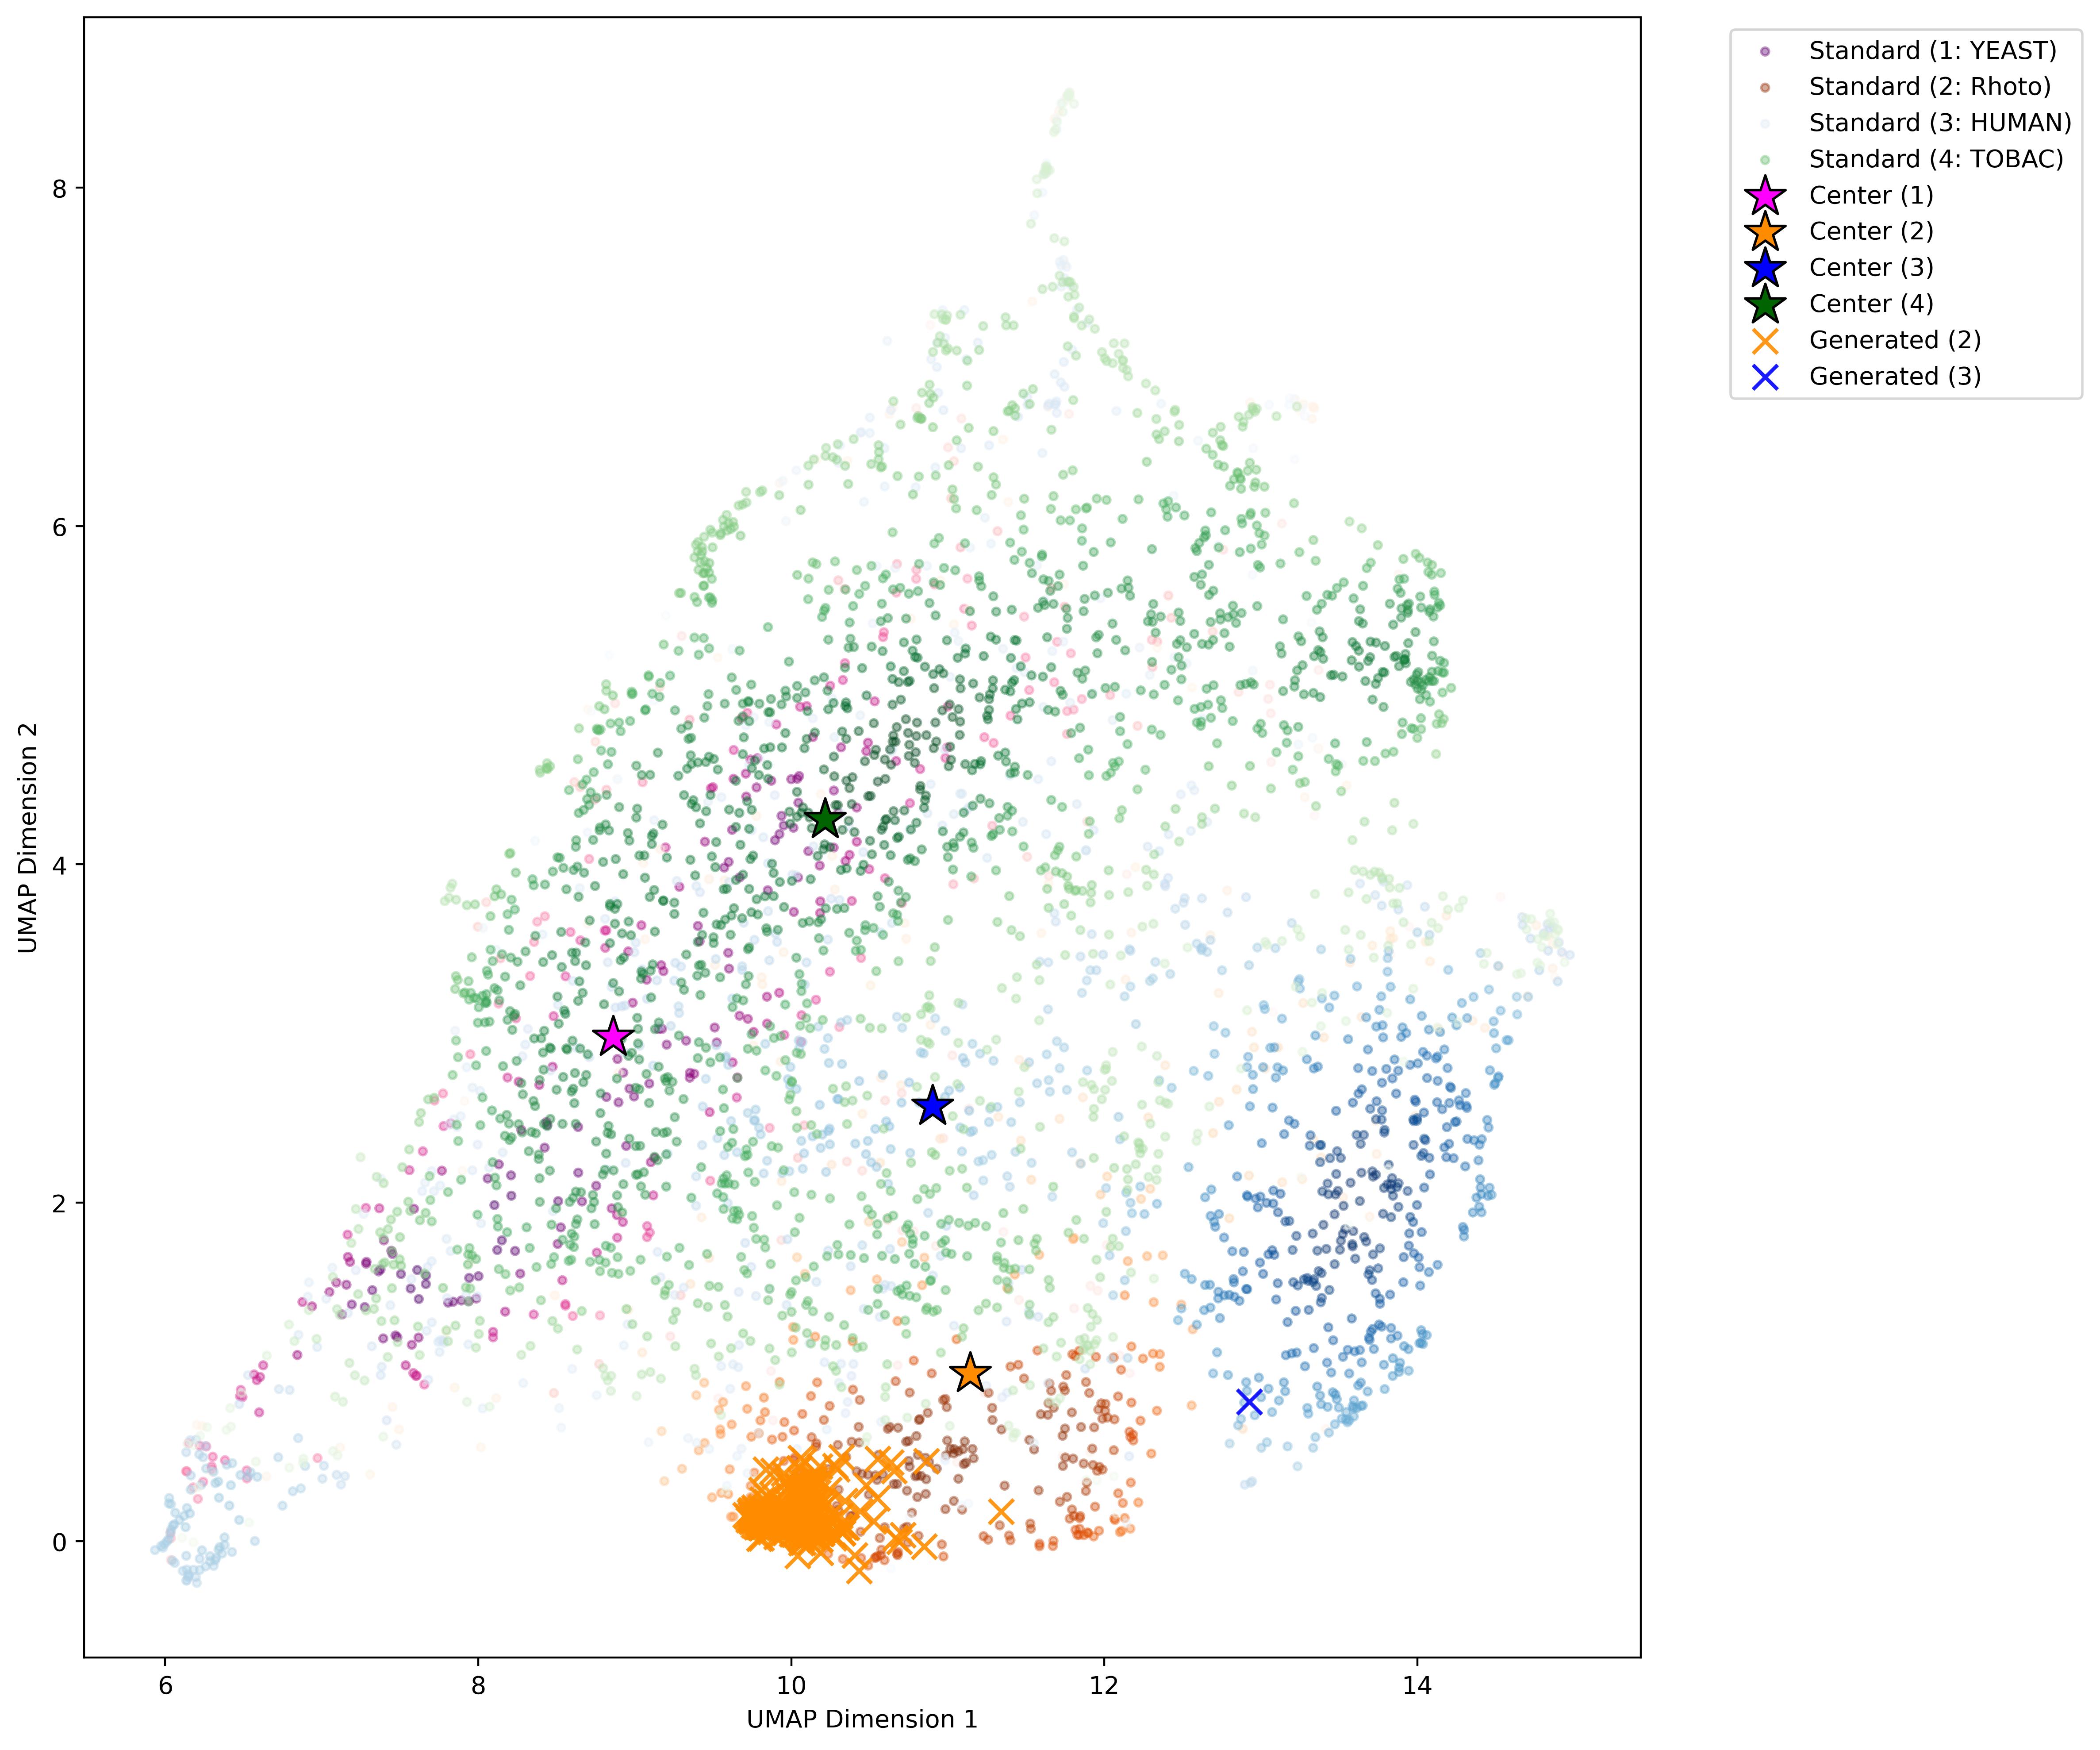 Standard (1: YEAST)
Standard (2: Rhoto)
Standard (3: HUMAN)
Standard (4: TOBAC)
Center (1)
Center (2)
Center (3)
Center (4)
Generated (2)
Generated (3)
8
6
4
2
0
UMAP Dimension 2
6 8 10 12 14
UMAP Dimension 1